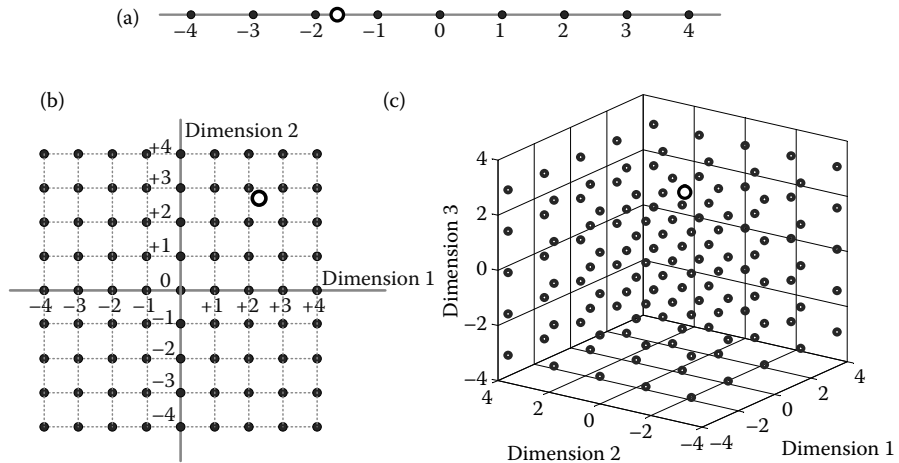 (a)
−4 −3 −2 −1 0 1 2 3 4
(b)
Dimension 2
+4
+3
+2
+1
0
Dimension 1
−4 −3 −2 −1 +1 +2 +3 +4
−1
−2
−3
−4
(c)
Dimension 3
4
2
0
−2
−4
4 2 0 −2 −4
Dimension 2
−4 −2 0 2 4
Dimension 1